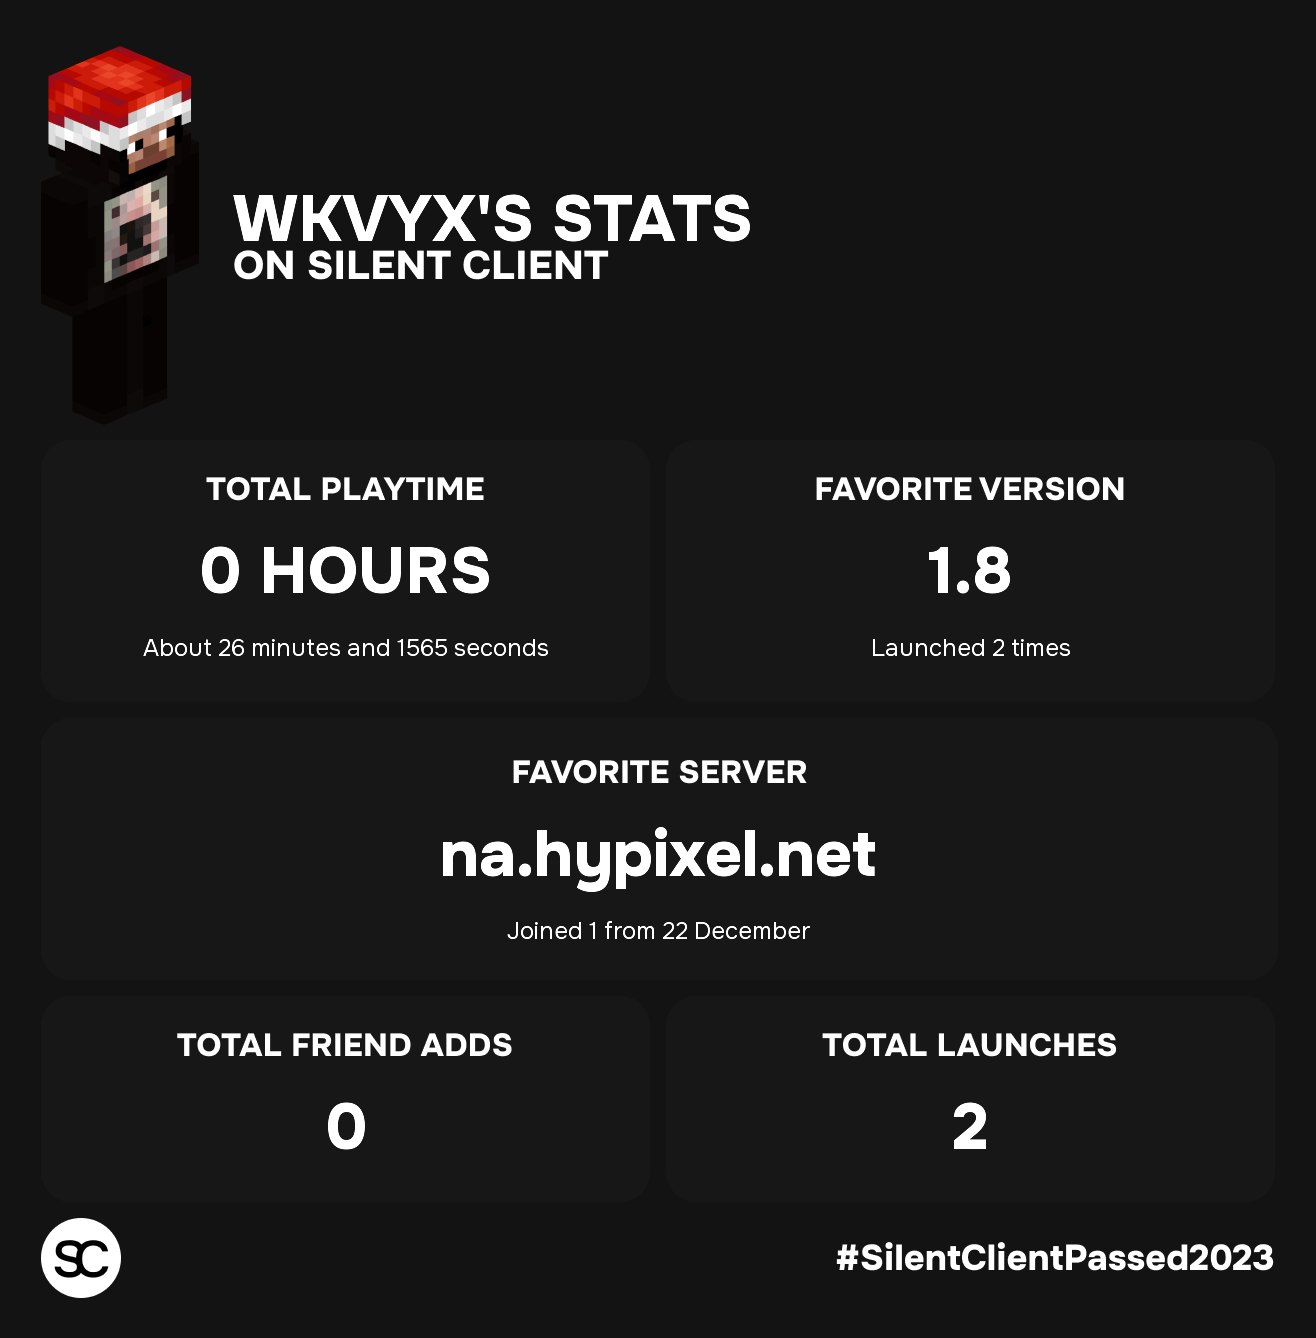 WKVYX'S STATS
ON SILENT CLIENT
TOTAL PLAYTIME
0 HOURS
About 26 minutes and 1565 seconds
FAVORITE VERSION
1.8
Launched 2 times
FAVORITE SERVER
na.hypixel.net
Joined 1 from 22 December
TOTAL FRIEND ADDS
0
TOTAL LAUNCHES
2
SC
#SilentClientPassed2023